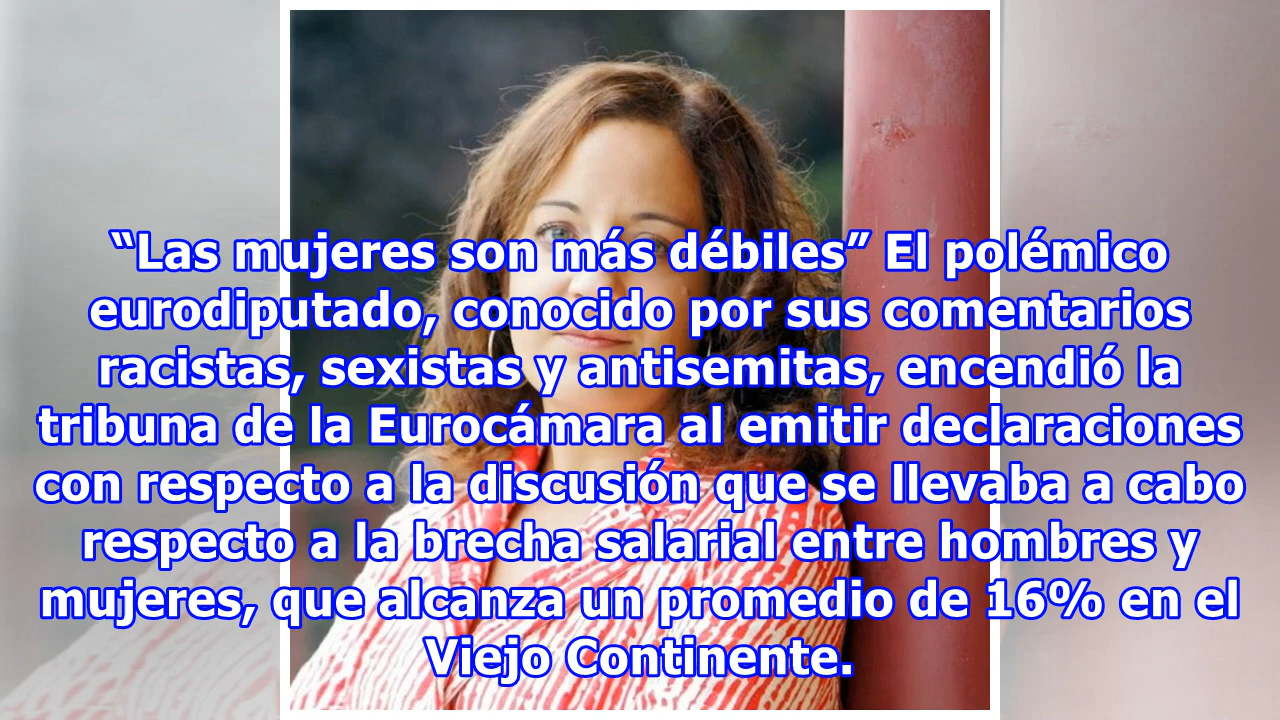 “Las mujeres son más débiles” El polémico
eurodiputado, conocido por sus comentarios
racistas, sexistas y antisemitas, encendió la
tribuna de la Eurocámara al emitir declaraciones
con respecto a la discusión que se llevaba a cabo
respecto a la brecha salarial entre hombres y
mujeres, que alcanza un promedio de 16% en el
Viejo Continente.